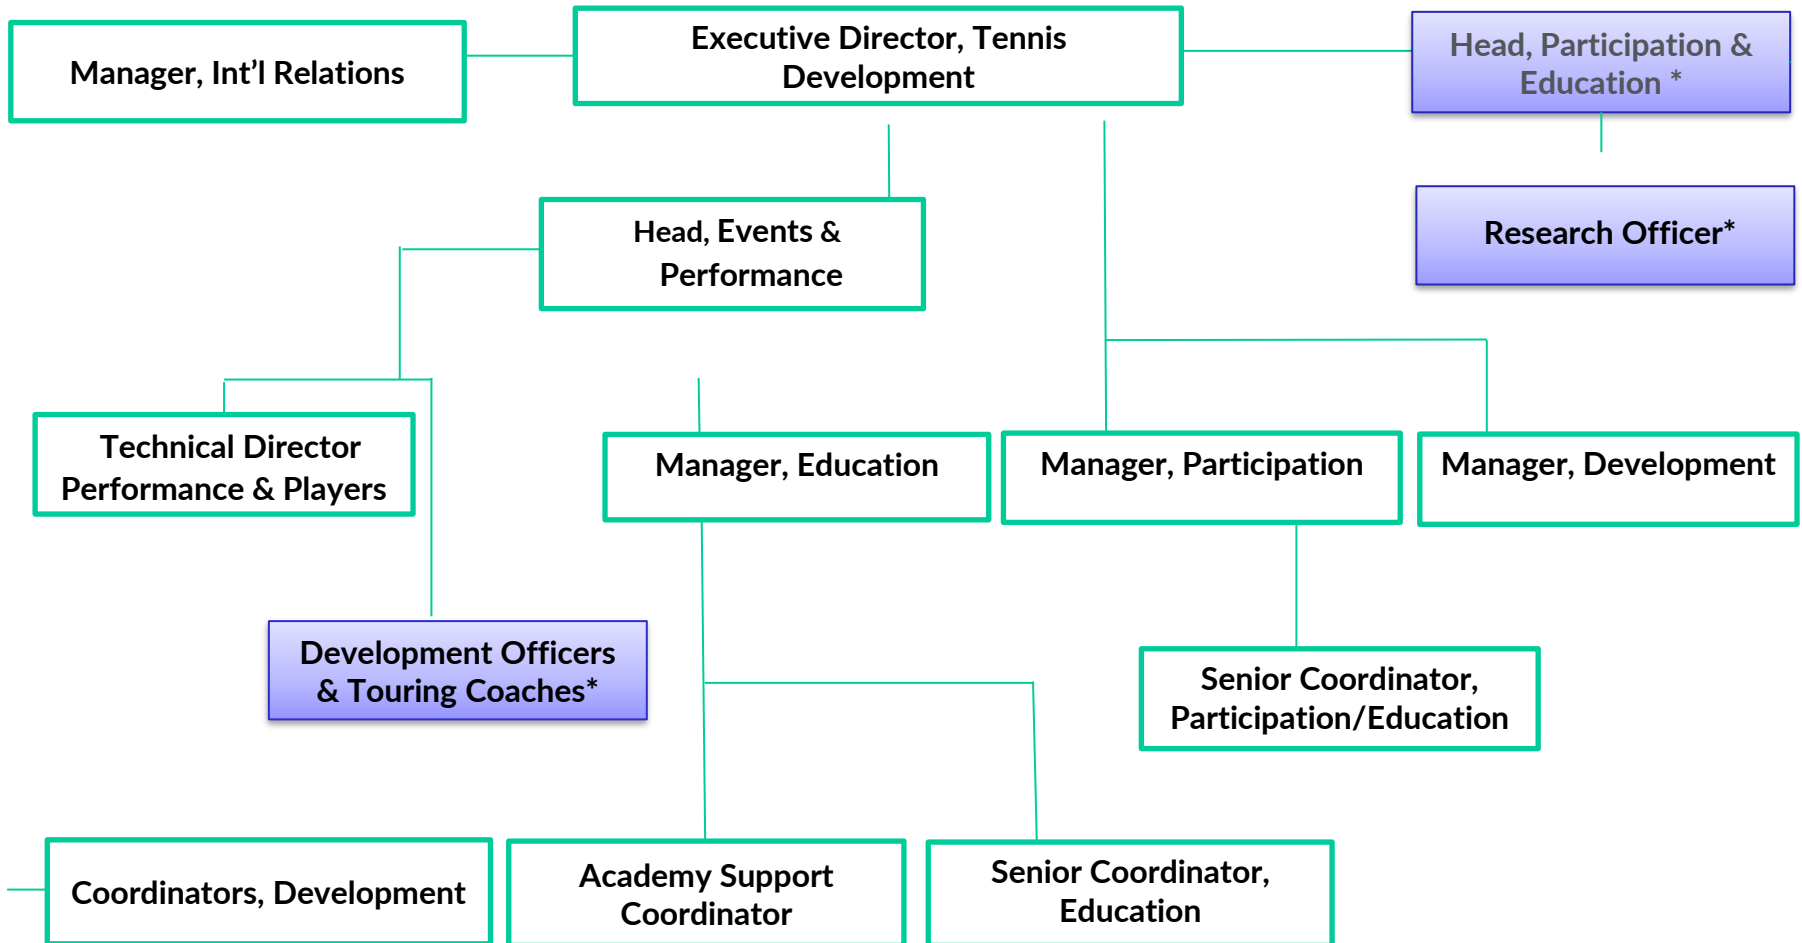 Manager, Int’l Relations
Executive Director, Tennis
Development
Head, Participation &
Education *
Head, Events &
Performance
Research Officer*
Technical Director
Performance & Players
Manager, Education
Manager, Participation
Manager, Development
Development Officers
& Touring Coaches*
Senior Coordinator,
Participation/Education
Coordinators, Development
Academy Support
Coordinator
Senior Coordinator,
Education